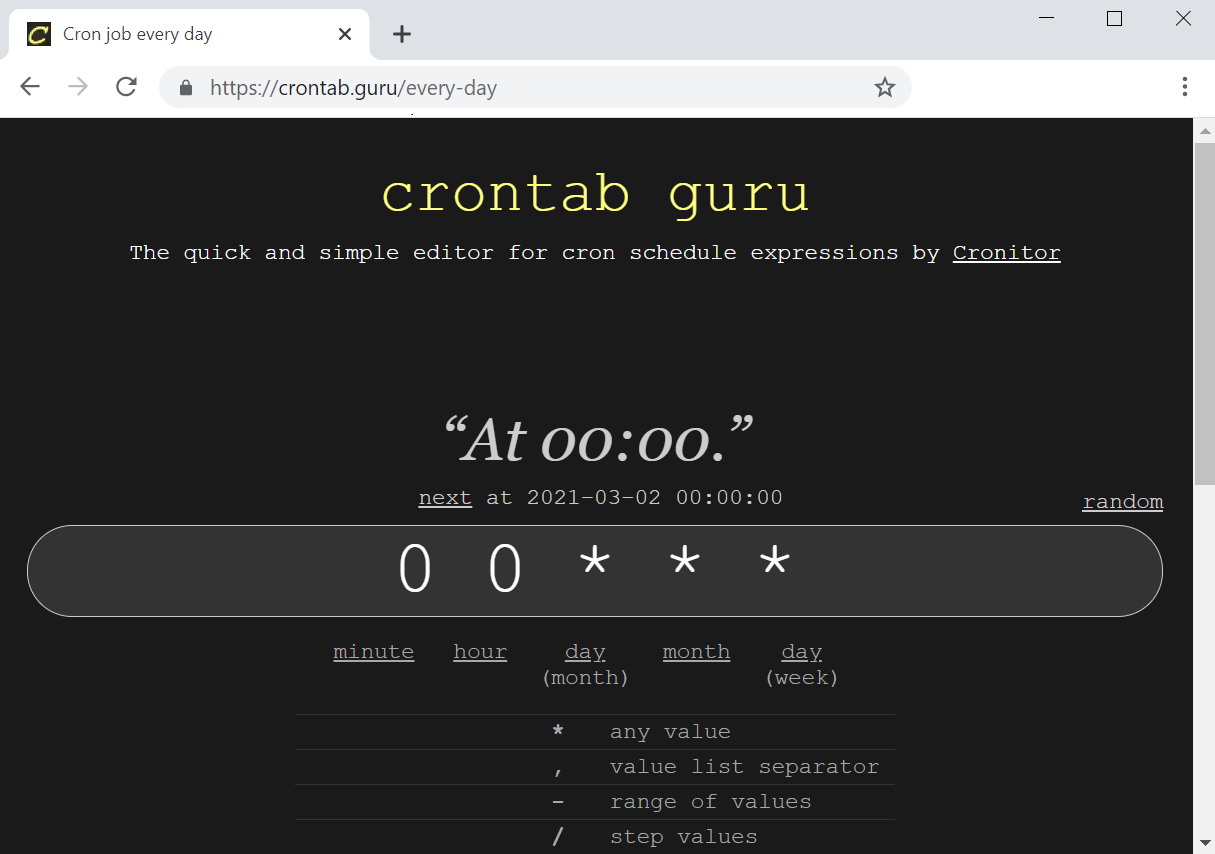 Cron job every day
https://crontab.guru/every-day
crontab guru
The quick and simple editor for cron schedule expressions by Cronitor
“At 00:00.”
next at 2021-03-02 00:00:00
random
0 0 * * *
minute hour day month day
(month) (week)
* any value
, value list separator
- range of values
/ step values